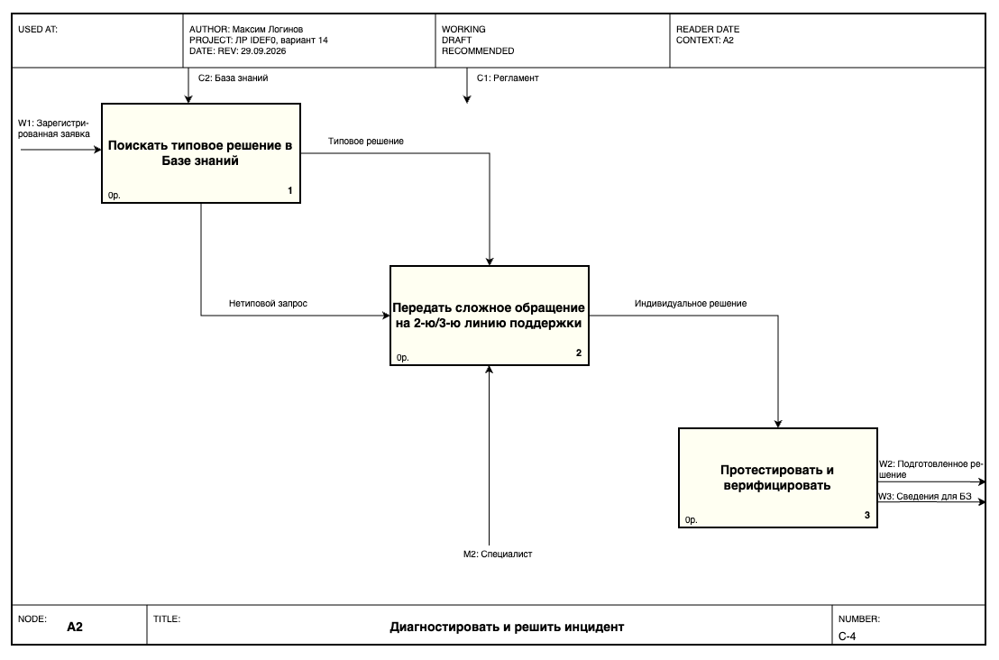 USED AT:
AUTHOR: Максим Логинов
PROJECT: ЛР IDEF0, вариант 14
DATE: REV: 29.09.2026
WORKING
DRAFT
RECOMMENDED
READER DATE
CONTEXT: A2
C2: База знаний
C1: Регламент
W1: Зарегистри-
рованная заявка
Поискать типовое решение в
Базе знаний
0р.
1
Типовое решение
Нетиповой запрос
Передать сложное обращение
на 2-ю/3-ю линию поддержки
0р.
2
Индивидуальное решение
Протестировать и
верифицировать
0р.
3
W2: Подготовленное ре-
шение
W3: Сведения для БЗ
M2: Специалист
NODE:
A2
TITLE:
Диагностировать и решить инцидент
NUMBER:
C-4